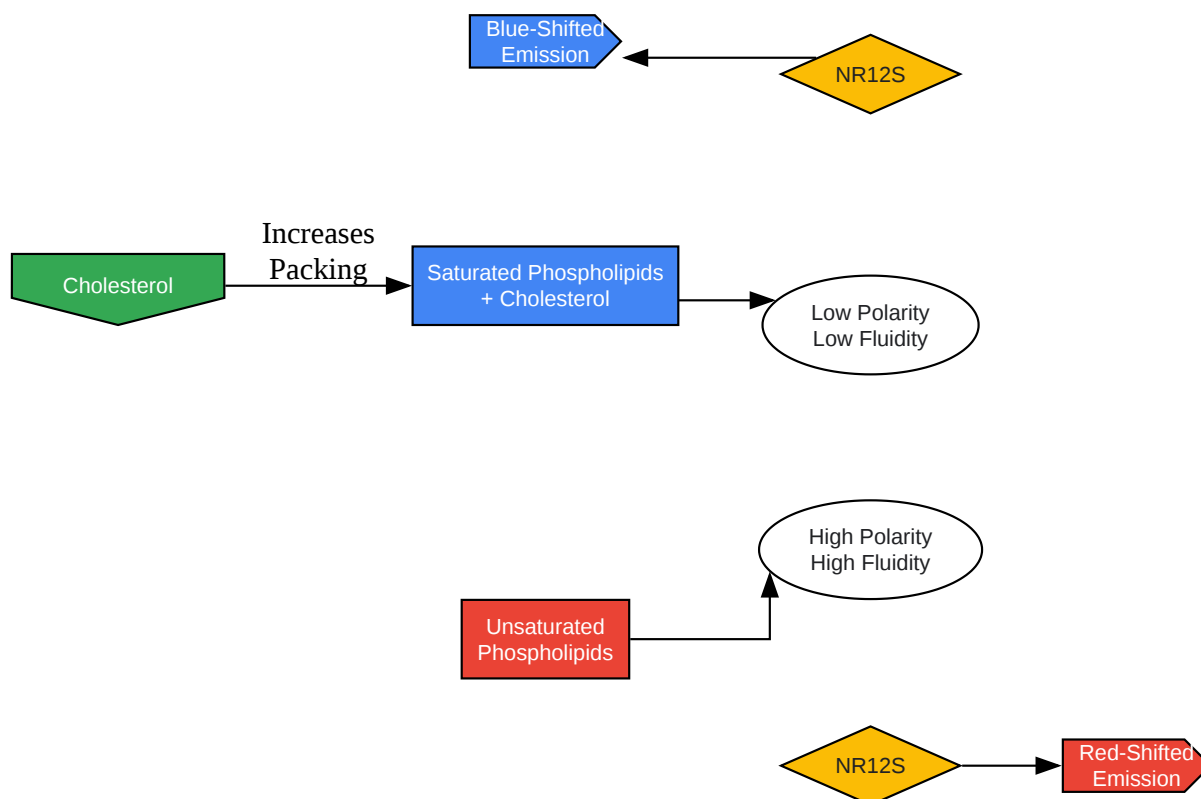 Blue-Shifted
Emission
NR12S
Increases
Packing
Cholesterol
Saturated Phospholipids
+ Cholesterol
Low Polarity
Low Fluidity
High Polarity
High Fluidity
Unsaturated
Phospholipids
NR12S
Red-Shifted
Emission